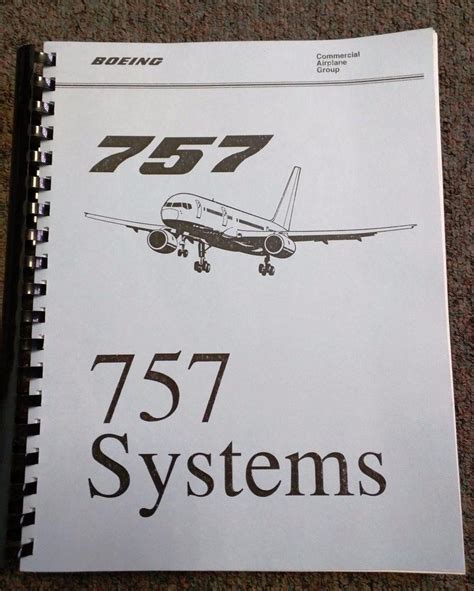 BOEING
Commercial
Airplane
Group
757
757
Systems